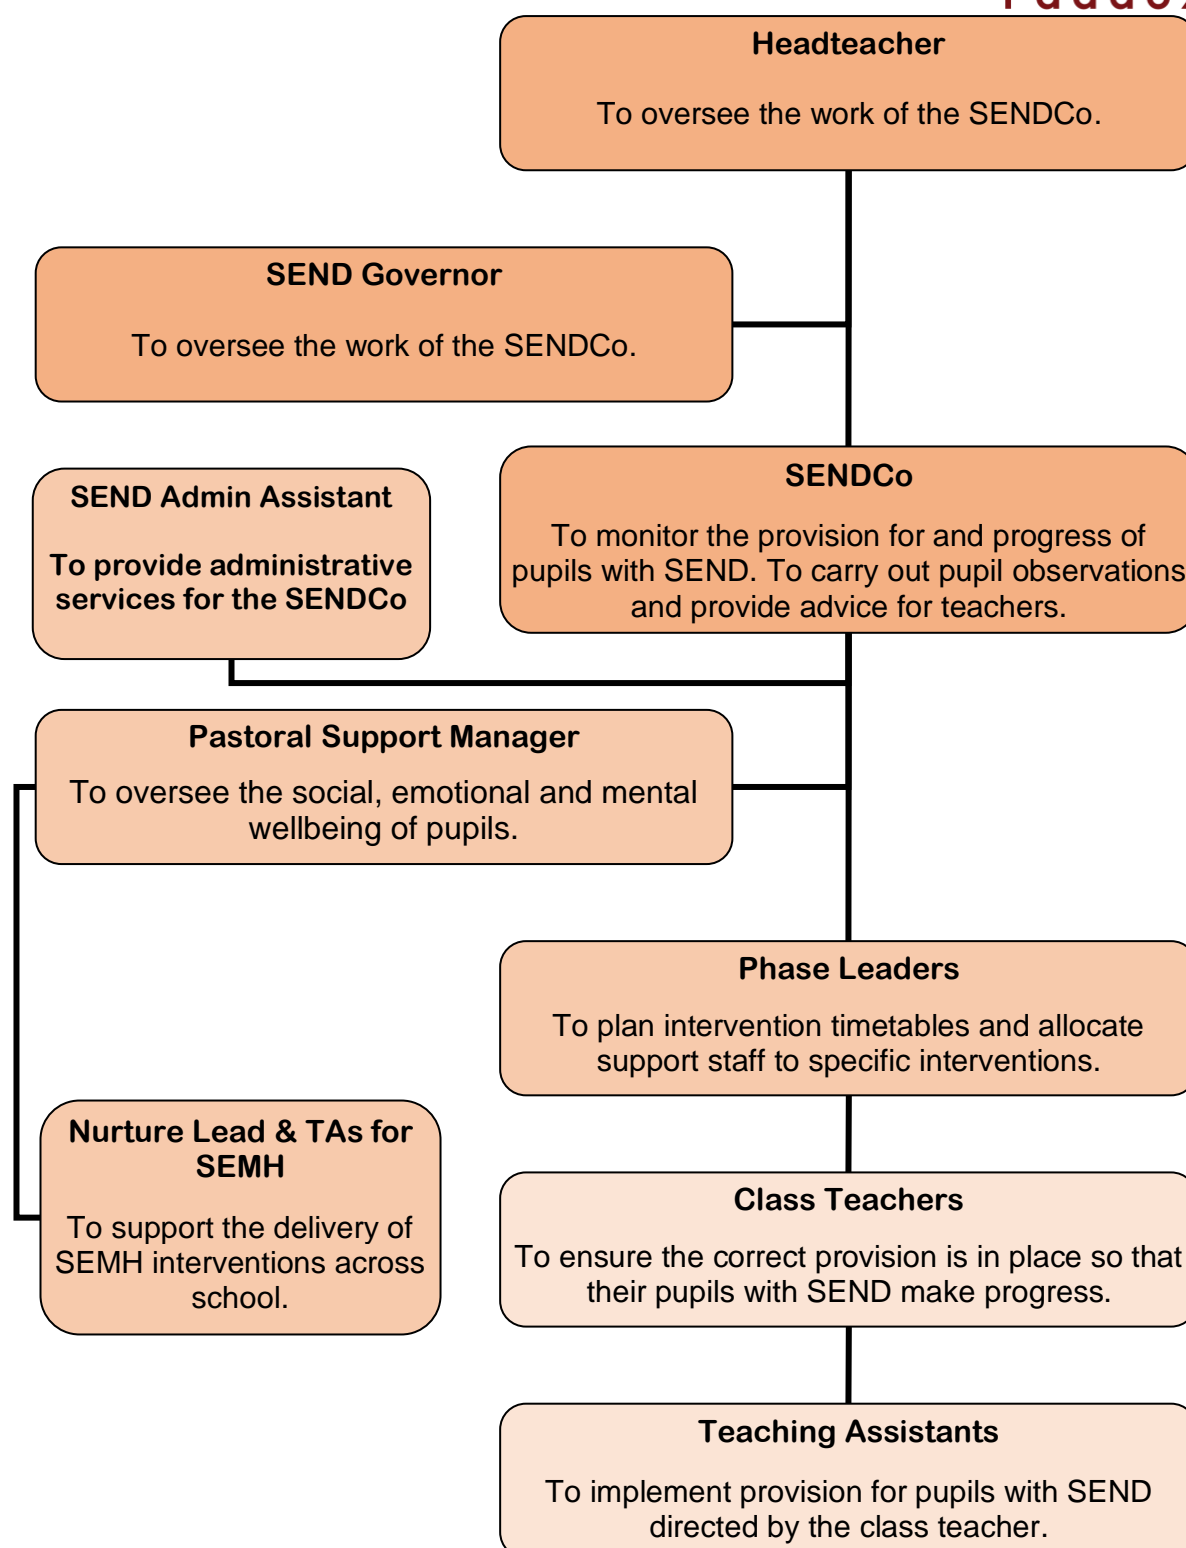 Headteacher
To oversee the work of the SENDCo.
SEND Governor
To oversee the work of the SENDCo.
SENDCo
To monitor the provision for and progress of
pupils with SEND. To carry out pupil observations
and provide advice for teachers.
SEND Admin Assistant
To provide administrative
services for the SENDCo
Pastoral Support Manager
To oversee the social, emotional and mental
wellbeing of pupils.
Phase Leaders
To plan intervention timetables and allocate
support staff to specific interventions.
Nurture Lead & TAs for
SEMH
To support the delivery of
SEMH interventions across
school.
Class Teachers
To ensure the correct provision is in place so that
their pupils with SEND make progress.
Teaching Assistants
To implement provision for pupils with SEND
directed by the class teacher.